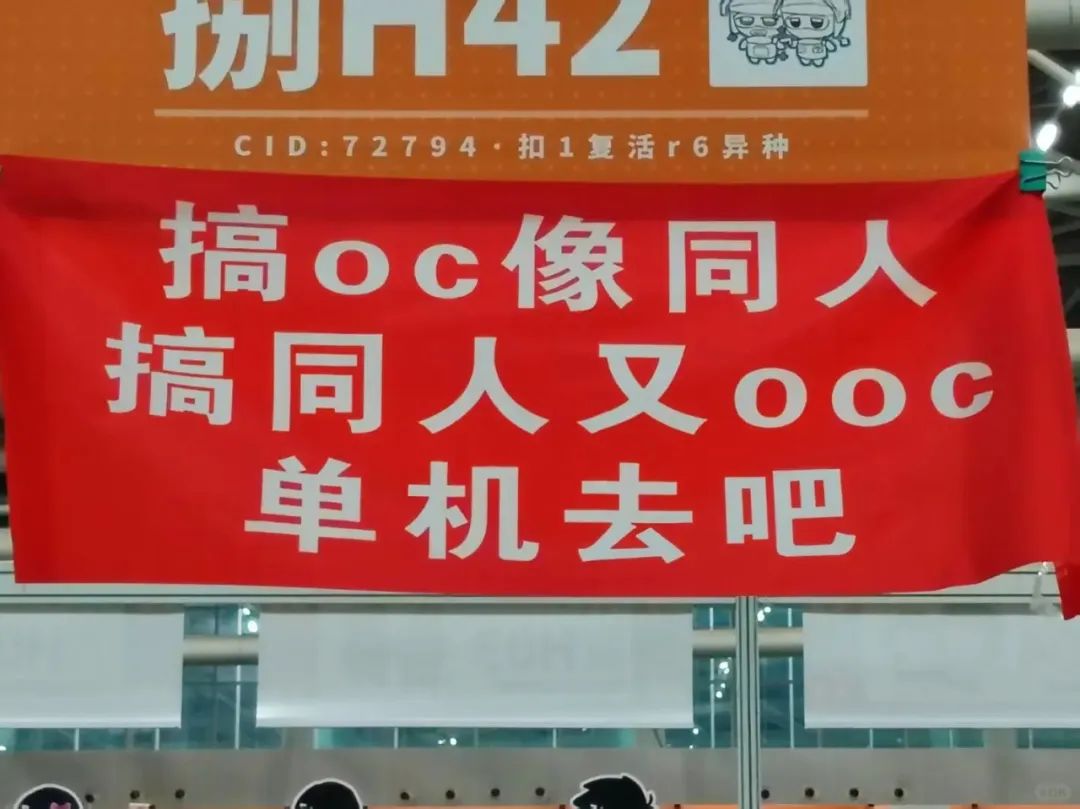 捌H42
CID:72794·扣1复活r6异种
搞oc像同人
搞同人又ooc
单机去吧